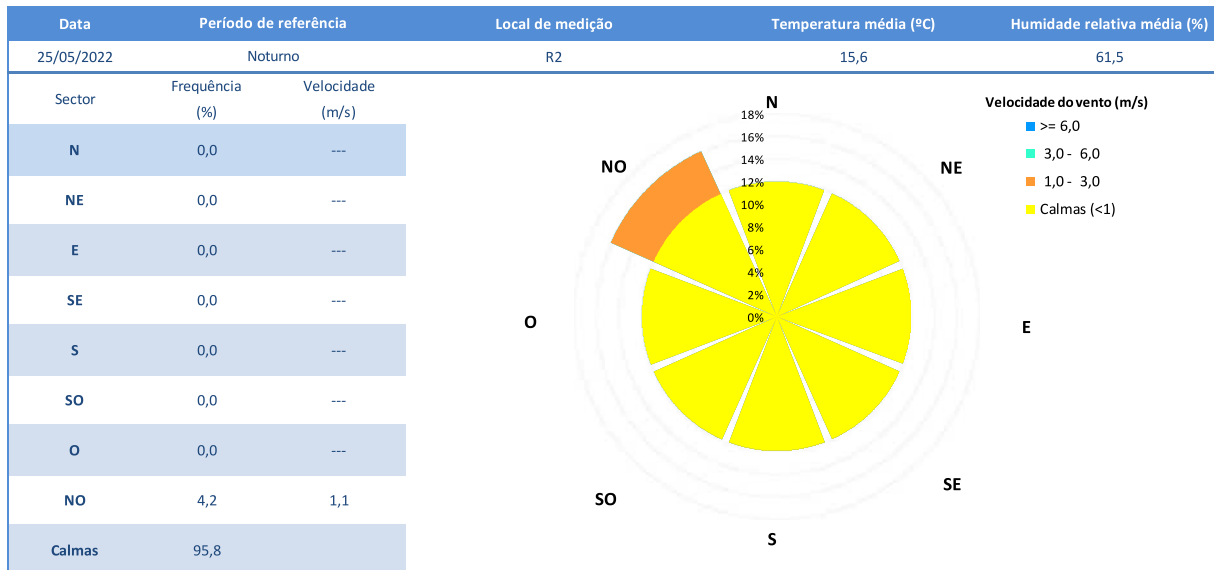 Data Período de referência Local de medição Temperatura média (ºC) Humidade relativa média (%)
25/05/2022 Noturno R2 15,6 61,5
Sector Frequência (%) Velocidade (m/s)
N 0,0 ---
NE 0,0 ---
E 0,0 ---
SE 0,0 ---
S 0,0 ---
SO 0,0 ---
O 0,0 ---
NO 4,2 1,1
Calmas 95,8
N
NE
E
SE
S
SO
O
NO
18%
16%
14%
12%
10%
8%
6%
4%
2%
0%
Velocidade do vento (m/s)
>= 6,0
3,0 - 6,0
1,0 - 3,0
Calmas (<1)